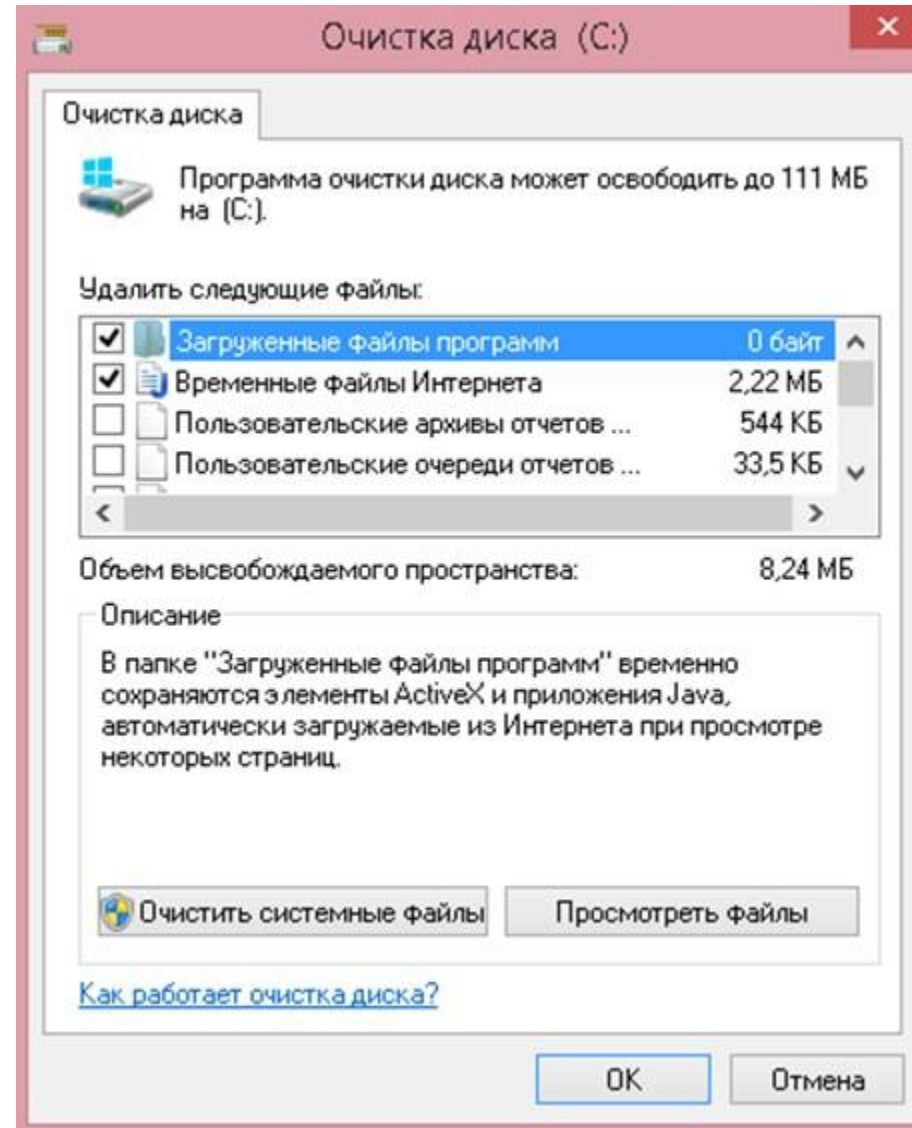 Очистка диска (C:)
Очистка диска
Программа очистки диска может освободить до 111 МБ
на (C:).
Удалить следующие файлы:
Загруженные файлы программ 0 байт
Временные файлы Интернета 2,22 МБ
Пользовательские архивы отчетов ... 544 КБ
Пользовательские очереди отчетов ... 33,5 КБ
Объем высвобождаемого пространства: 8,24 МБ
Описание
В папке "Загруженные файлы программ" временно
сохраняются элементы ActiveX и приложения Java,
автоматически загружаемые из Интернета при просмотре
некоторых страниц.
Очистить системные файлы Просмотреть файлы
Как работает очистка диска?
OK Отмена